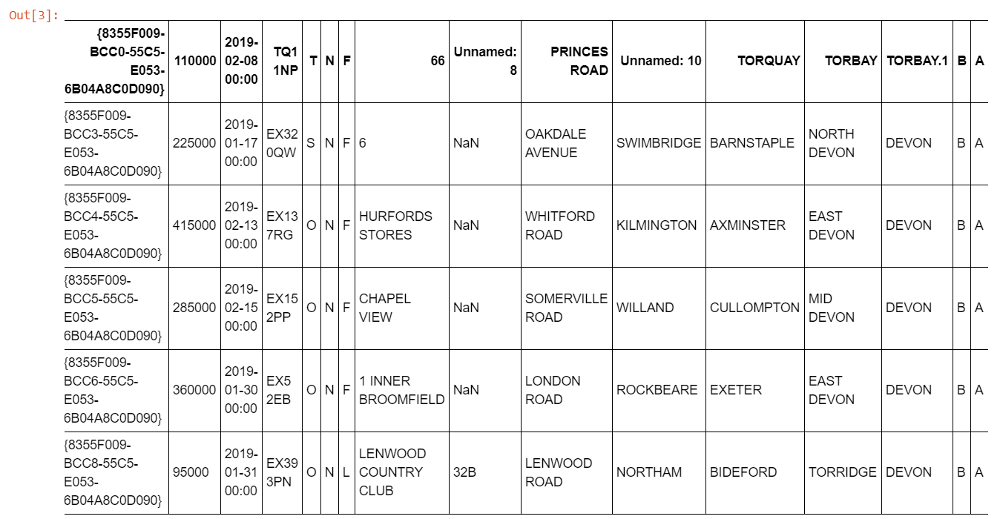 Out[3]:
{8355F009-BCC0-55C5-E053-6B04A8C0D090} 110000 2019-02-08 00:00 TQ1 1NP T N F 66 Unnamed: 8 PRINCES ROAD Unnamed: 10 TORQUAY TORBAY TORBAY.1 B A
{8355F009-BCC3-55C5-E053-6B04A8C0D090} 225000 2019-01-17 00:00 EX32 0QW S N F 6 NaN OAKDALE AVENUE SWIMBRIDGE BARNSTAPLE NORTH DEVON DEVON B A
{8355F009-BCC4-55C5-E053-6B04A8C0D090} 415000 2019-02-13 00:00 EX13 7RG O N F HURFORDS STORES NaN WHITFORD ROAD KILMINGTON AXMINSTER EAST DEVON DEVON B A
{8355F009-BCC5-55C5-E053-6B04A8C0D090} 285000 2019-02-15 00:00 EX15 2PP O N F CHAPEL VIEW NaN SOMERVILLE ROAD WILLAND CULLOMPTON MID DEVON DEVON B A
{8355F009-BCC6-55C5-E053-6B04A8C0D090} 360000 2019-01-30 00:00 EX5 2EB O N F 1 INNER BROOMFIELD NaN LONDON ROAD ROCKBEARE EXETER EAST DEVON DEVON B A
{8355F009-BCC8-55C5-E053-6B04A8C0D090} 95000 2019-01-31 00:00 EX39 3PN O N L LENWOOD COUNTRY CLUB 32B LENWOOD ROAD NORTHAM BIDEFORD TORRIDGE DEVON B A